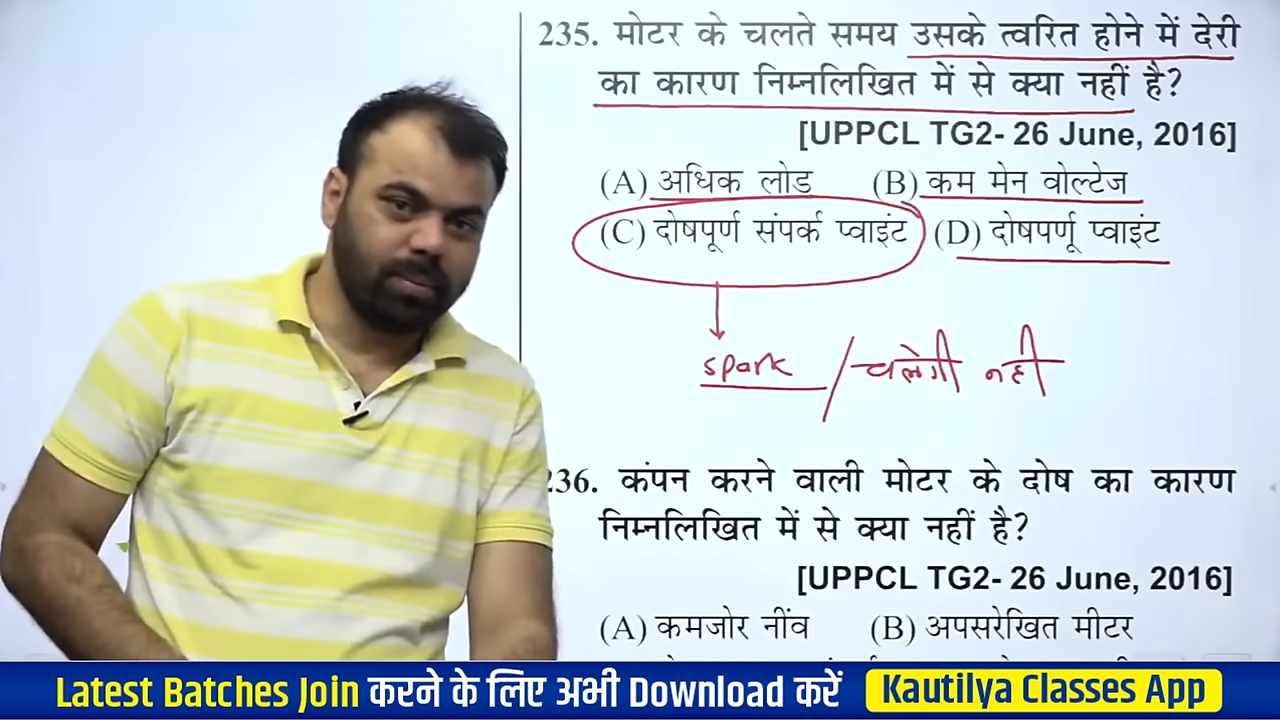 235. मोटर के चलते समय उसके त्वरित होने में देरी
का कारण निम्नलिखित में से क्या नहीं है?
[UPPCL TG2- 26 June, 2016]
(A) अधिक लोड (B) कम मेन वोल्टेज
(C) दोषपूर्ण संपर्क प्वाइंट (D) दोषपर्णू प्वाइंट
spark / चलेगी नही
236. कंपन करने वाली मोटर के दोष का कारण
निम्नलिखित में से क्या नहीं है?
[UPPCL TG2- 26 June, 2016]
(A) कमजोर नींव (B) अपसरेखित मीटर
Latest Batches Join करने के लिए अभी Download करें Kautilya Classes App